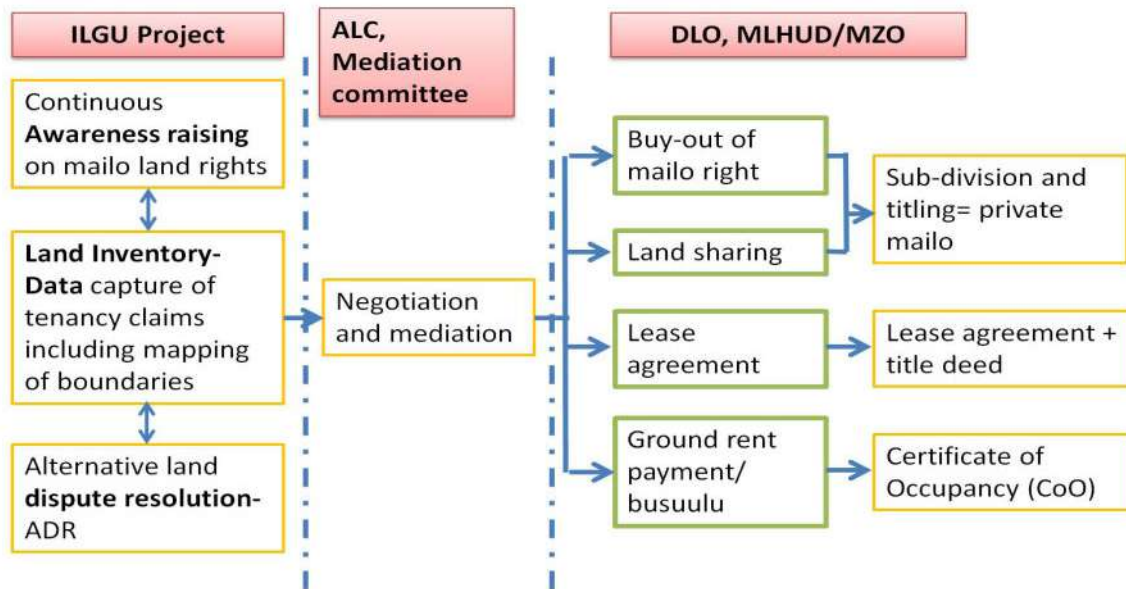 ILGU Project
ALC,
Mediation
committee
DLO, MLHUD/MZO
Continuous
Awareness raising
on mailo land rights
Land Inventory-
Data capture of
tenancy claims
including mapping
of boundaries
Alternative land
dispute resolution-
ADR
Negotiation
and mediation
Buy-out of
mailo right
Land sharing
Lease
agreement
Ground rent
payment/
busuulu
Sub-division and
titling= private
mailo
Lease agreement +
title deed
Certificate of
Occupancy (CoO)